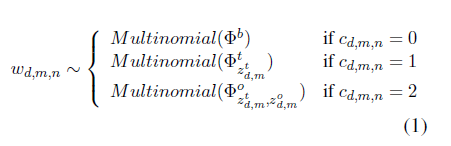 w_{d,m,n} ∼ { Multinomial(Φ^b) if c_{d,m,n} = 0
Multinomial(Φ^t_{z^t_{d,m}}) if c_{d,m,n} = 1
Multinomial(Φ^o_{z^t_{d,m},z^o_{d,m}}) if c_{d,m,n} = 2
(1)